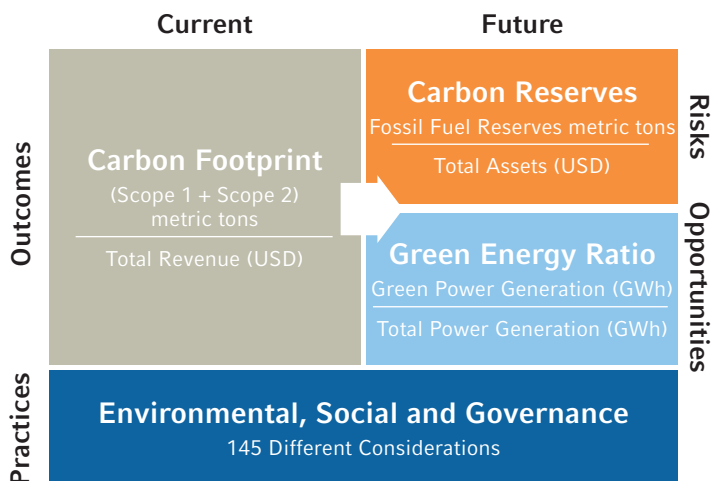 Current
Future
Outcomes
Carbon Footprint
(Scope 1 + Scope 2)
metric tons
Total Revenue (USD)
Carbon Reserves
Fossil Fuel Reserves metric tons
Total Assets (USD)
Risks
Green Energy Ratio
Green Power Generation (GWh)
Total Power Generation (GWh)
Opportunities
Practices
Environmental, Social and Governance
145 Different Considerations